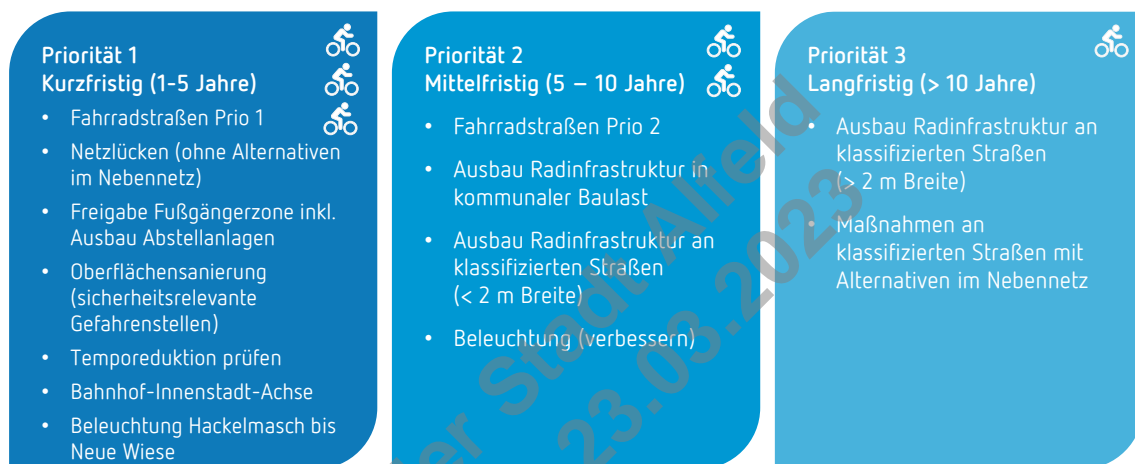 Priorität 1
Kurzfristig (1-5 Jahre)
• Fahrradstraßen Prio 1
• Netzlücken (ohne Alternativen
im Nebennetz)
• Freigabe Fußgängerzone inkl.
Ausbau Abstellanlagen
• Oberflächensanierung
(sicherheitsrelevante
Gefahrenstellen)
• Temporeduktion prüfen
• Bahnhof-Innenstadt-Achse
• Beleuchtung Hackelmasch bis
Neue Wiese
Priorität 2
Mittelfristig (5 – 10 Jahre)
• Fahrradstraßen Prio 2
• Ausbau Radinfrastruktur in
kommunaler Baulast
• Ausbau Radinfrastruktur an
klassifizierten Straßen
(< 2 m Breite)
• Beleuchtung (verbessern)
Priorität 3
Langfristig (> 10 Jahre)
• Ausbau Radinfrastruktur an
klassifizierten Straßen
(> 2 m Breite)
• Maßnahmen an
klassifizierten Straßen mit
Alternativen im Nebennetz
der Stadt Alfeld
23.03.2023